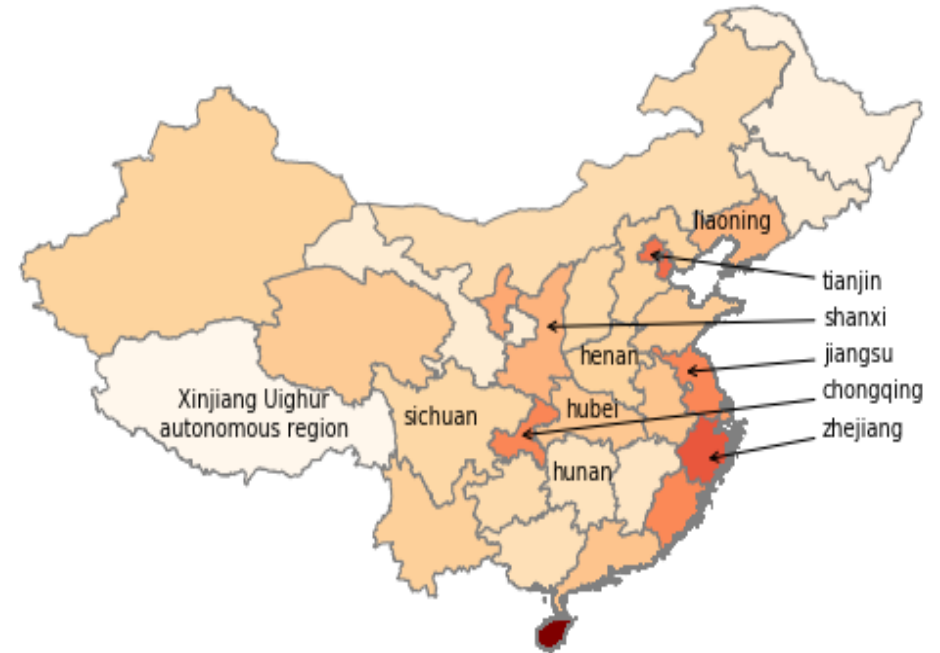 liaoning
tianjin
shanxi
jiangsu
henan
chongqing
Xinjiang Uighur
autonomous region
sichuan
hubei
zhejiang
hunan